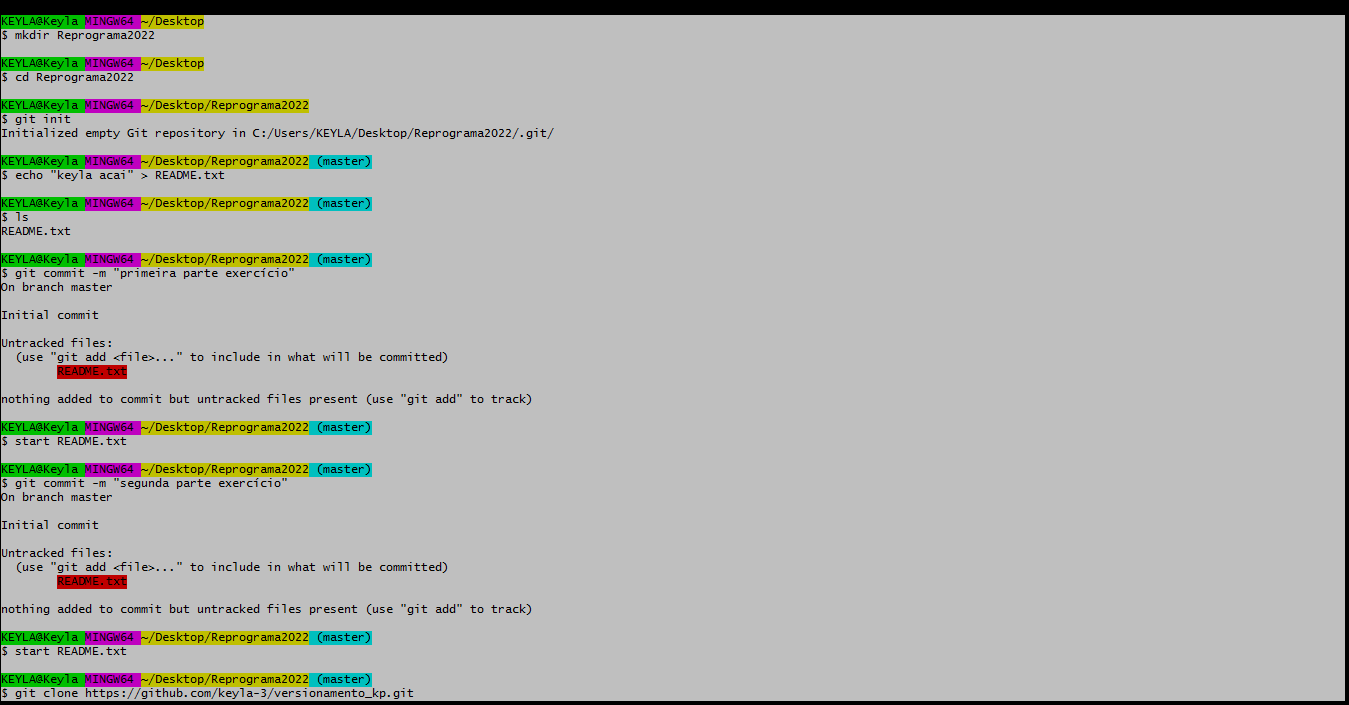 KEYLA@Keyla MINGW64 ~/Desktop
$ mkdir Reprograma2022
KEYLA@Keyla MINGW64 ~/Desktop
$ cd Reprograma2022
KEYLA@Keyla MINGW64 ~/Desktop/Reprograma2022
$ git init
Initialized empty Git repository in C:/Users/KEYLA/Desktop/Reprograma2022/.git/
KEYLA@Keyla MINGW64 ~/Desktop/Reprograma2022 (master)
$ echo "keyla acai" > README.txt
KEYLA@Keyla MINGW64 ~/Desktop/Reprograma2022 (master)
$ ls
README.txt
KEYLA@Keyla MINGW64 ~/Desktop/Reprograma2022 (master)
$ git commit -m "primeira parte exercício"
On branch master
Initial commit
Untracked files:
(use "git add <file>..." to include in what will be committed)
README.txt
nothing added to commit but untracked files present (use "git add" to track)
KEYLA@Keyla MINGW64 ~/Desktop/Reprograma2022 (master)
$ start README.txt
KEYLA@Keyla MINGW64 ~/Desktop/Reprograma2022 (master)
$ git commit -m "segunda parte exercício"
On branch master
Initial commit
Untracked files:
(use "git add <file>..." to include in what will be committed)
README.txt
nothing added to commit but untracked files present (use "git add" to track)
KEYLA@Keyla MINGW64 ~/Desktop/Reprograma2022 (master)
$ start README.txt
KEYLA@Keyla MINGW64 ~/Desktop/Reprograma2022 (master)
$ git clone https://github.com/keyla-3/versionamento_kp.git